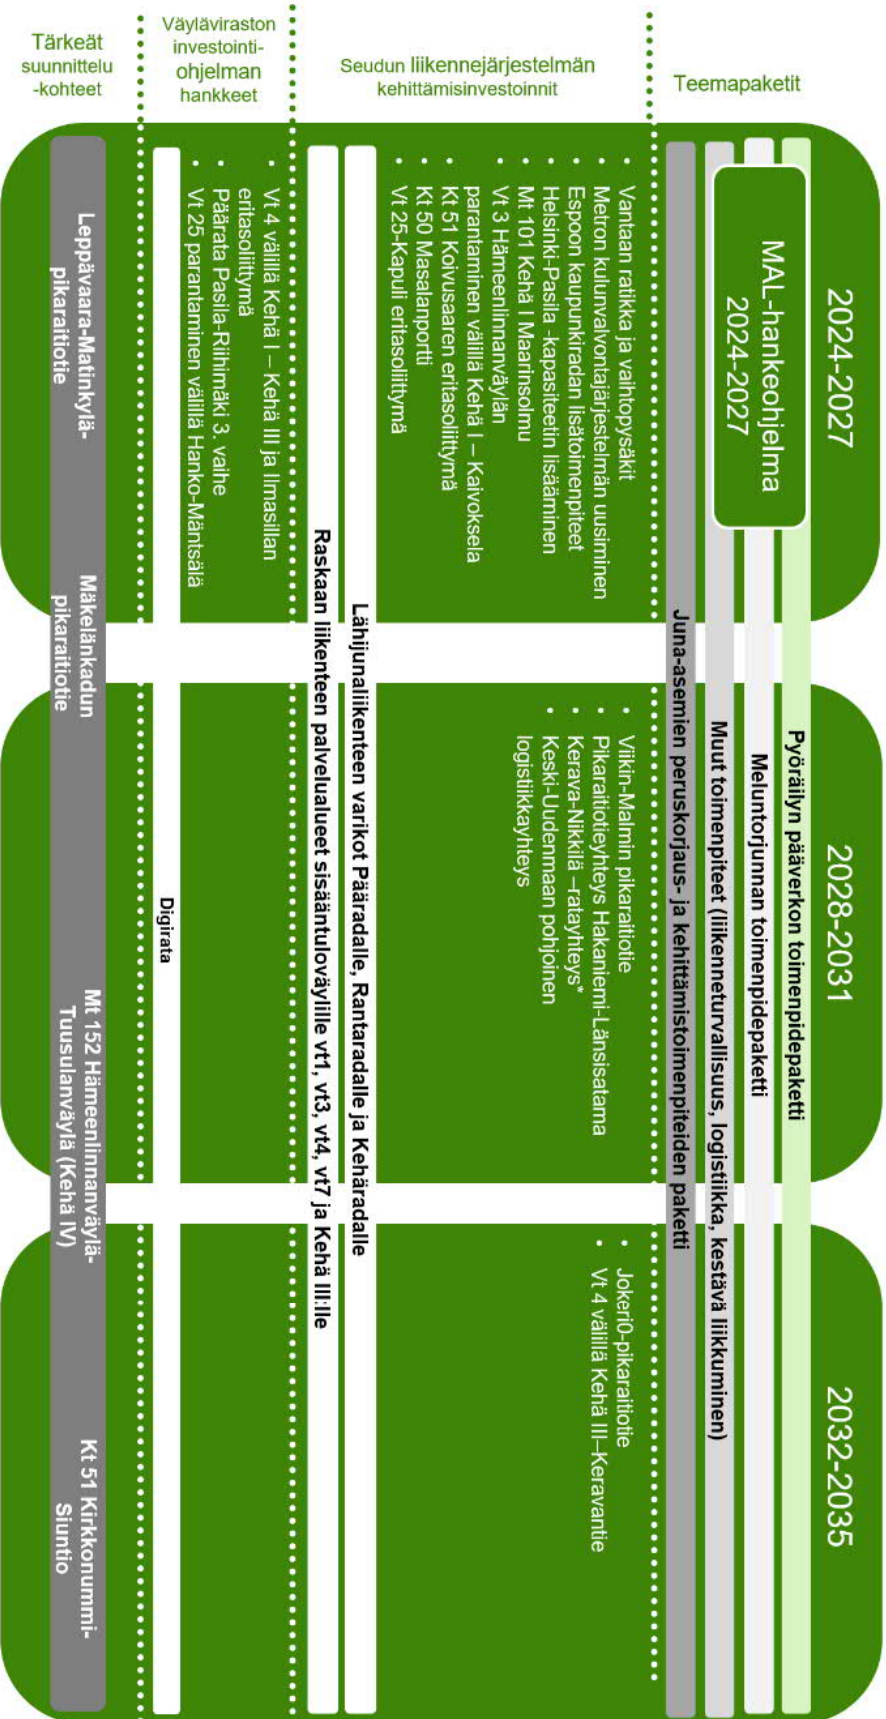 2024-2027
2028-2031
2032-2035
Teemapaketit
Pyöräilyn pääverkon toimenpidepaketti
Meluntorjunnan toimenpidepaketti
MAL-hankeohjelma
2024-2027
Muut toimenpiteet (liikenneturvallisuus, logistiikka, kestävä liikkuminen)
Juna-asemien peruskorjaus- ja kehittämistoimenpiteiden paketti
Seudun liikennejärjestelmän
kehittämisinvestoinnit
• Vantaan ratikka ja vaihtopysäkit
• Metron kulunvalvontajärjestelmän uusiminen
• Espoon kaupunkiradan lisätoimenpiteet
• Helsinki-Pasila -kapasiteetin lisääminen
• Mt 101 Kehä I Maarinsolmu
• Vt 3 Hämeenlinnanväylän
parantaminen välillä Kehä I – Kaivoksela
• Kt 51 Koivusaaren eritasoliittymä
• Kt 50 Masalanportti
• Vt 25-Kapuli eritasoliittymä
• Viikin-Malmin pikaraitiotie
• Pikaraitiotieyhteys Hakaniemi-Länsisatama
• Kerava-Nikkilä –ratayhteys*
• Keski-Uudenmaan pohjoinen
logistiikkayhteys
• Jokeri0-pikaraitiotie
• Vt 4 välillä Kehä III–Keravantie
Lähijunaliikenteen varikot Pääradalle, Rantaradalle ja Kehäradalle
Raskaan liikenteen palvelualueet sisääntuloväylille vt1, vt3, vt4, vt7 ja Kehä III:lle
Väyläviraston
investointi-
ohjelman
hankkeet
• Vt 4 välillä Kehä I – Kehä III ja Ilmasillan
eritasoliittymä
• Päärata Pasila-Riihimäki 3. vaihe
• Vt 25 parantaminen välillä Hanko-Mäntsälä
Digirata
Tärkeät
suunnittelu
-kohteet
Leppävaara-Matinkylä-
pikaraitiotie
Mäkelänkadun
pikaraitiotie
Mt 152 Hämeenlinnanväylä-
Tuusulanväylä (Kehä IV)
Kt 51 Kirkkonummi-
Siuntio